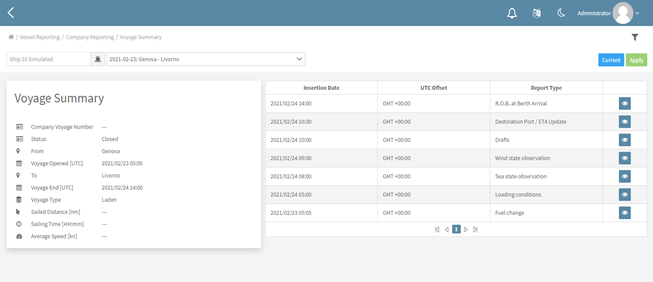 Administrator
/ Vessel Reporting / Company Reporting / Voyage Summary
Ship 10 Simulated
2021-02-23: Genova - Livorno
Current
Apply
Voyage Summary
Company Voyage Number ---
Status Closed
From Genova
Voyage Opened [UTC] 2021/02/23 05:05
To Livorno
Voyage End [UTC] 2021/02/24 14:00
Voyage Type Laden
Sailed Distance [nm] ---
Sailing Time [HH:mm] ---
Average Speed [kn] ---
Insertion Date UTC Offset Report Type
2021/02/24 14:00 GMT +00:00 R.O.B. at Berth Arrival
2021/02/24 10:30 GMT +00:00 Destination Port / ETA Update
2021/02/24 10:00 GMT +00:00 Drafts
2021/02/24 09:00 GMT +00:00 Wind state observation
2021/02/24 08:00 GMT +00:00 Sea state observation
2021/02/24 05:00 GMT +00:00 Loading conditions
2021/02/23 05:05 GMT +00:00 Fuel change
1